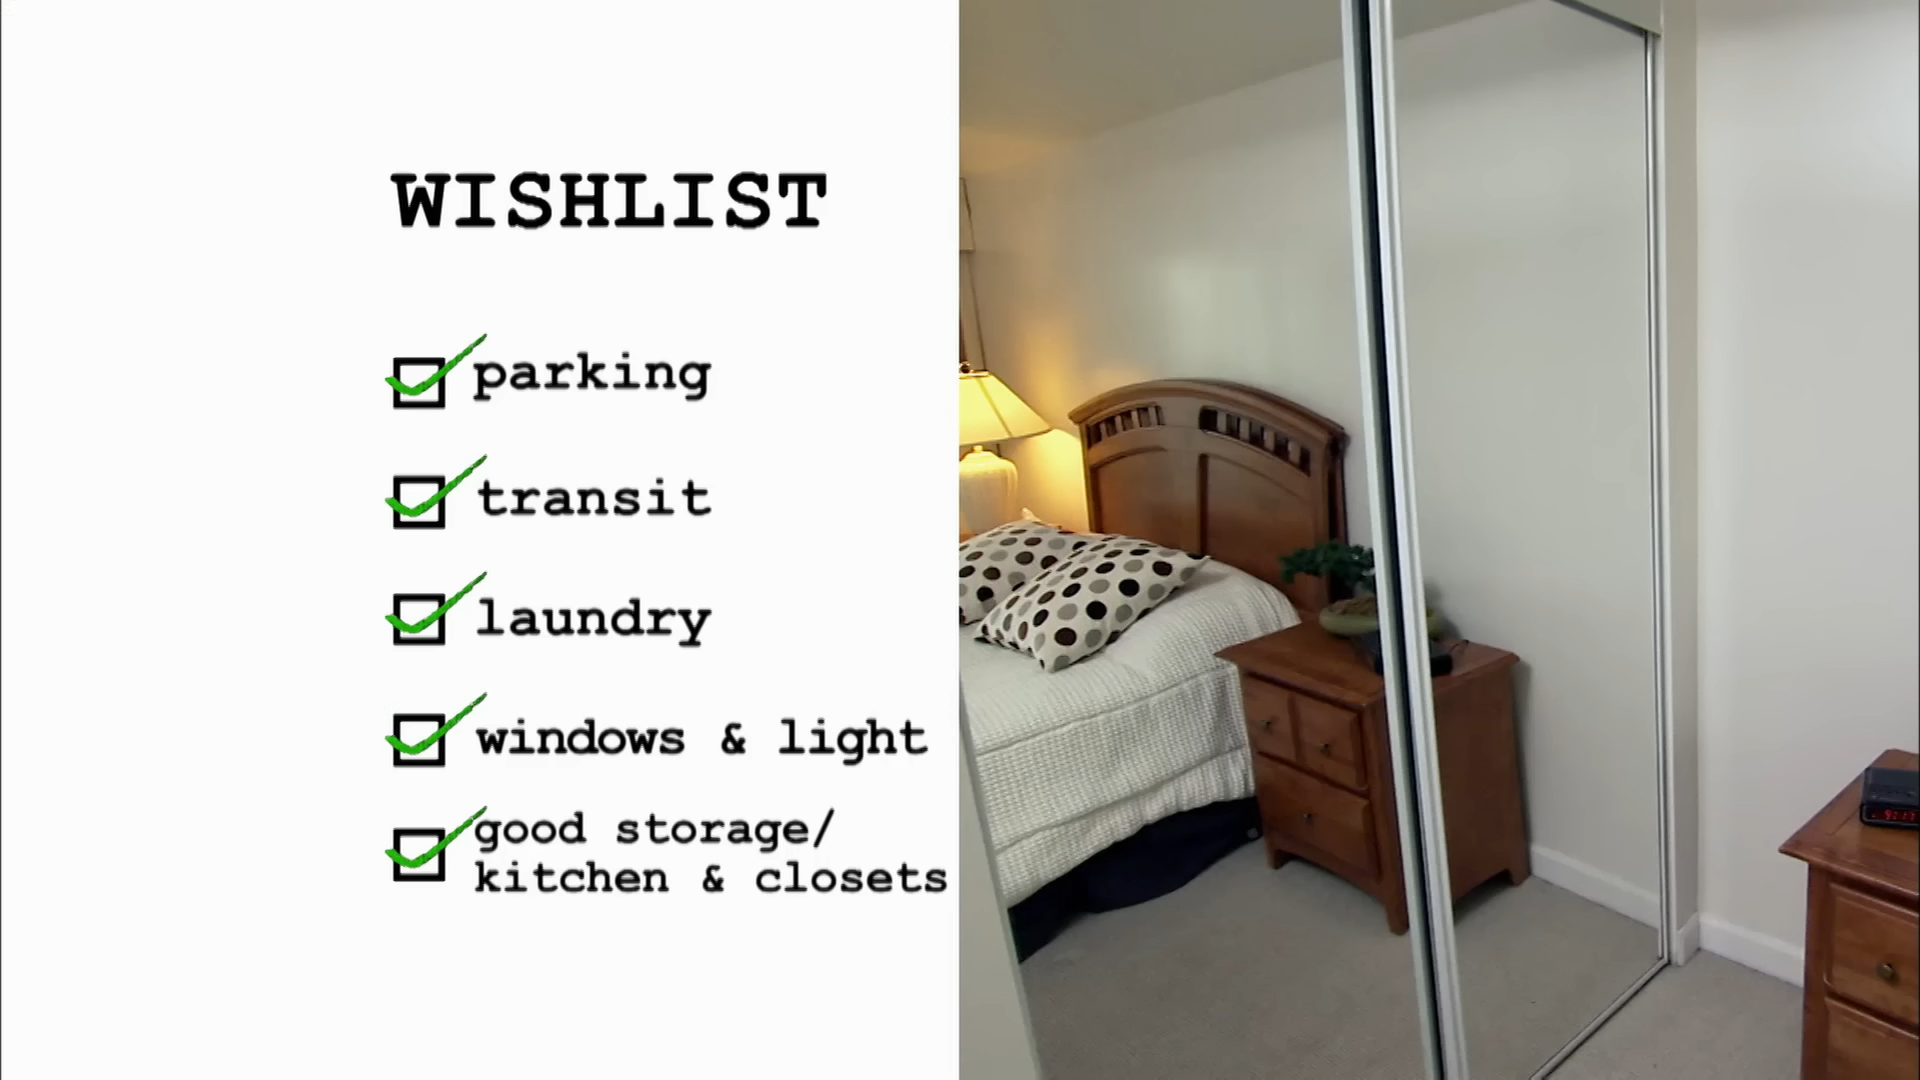 WISHLIST
parking
transit
laundry
windows & light
good storage/
kitchen & closets